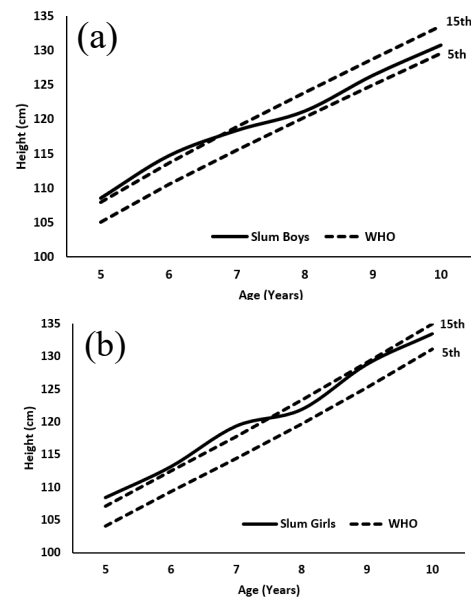 (a)
Height (cm)
135
130
125
120
115
110
105
100
15th
5th
Slum Boys WHO
5 6 7 8 9 10
Age (Years)
(b)
Height (cm)
135
130
125
120
115
110
105
100
15th
5th
Slum Girls WHO
5 6 7 8 9 10
Age (Years)